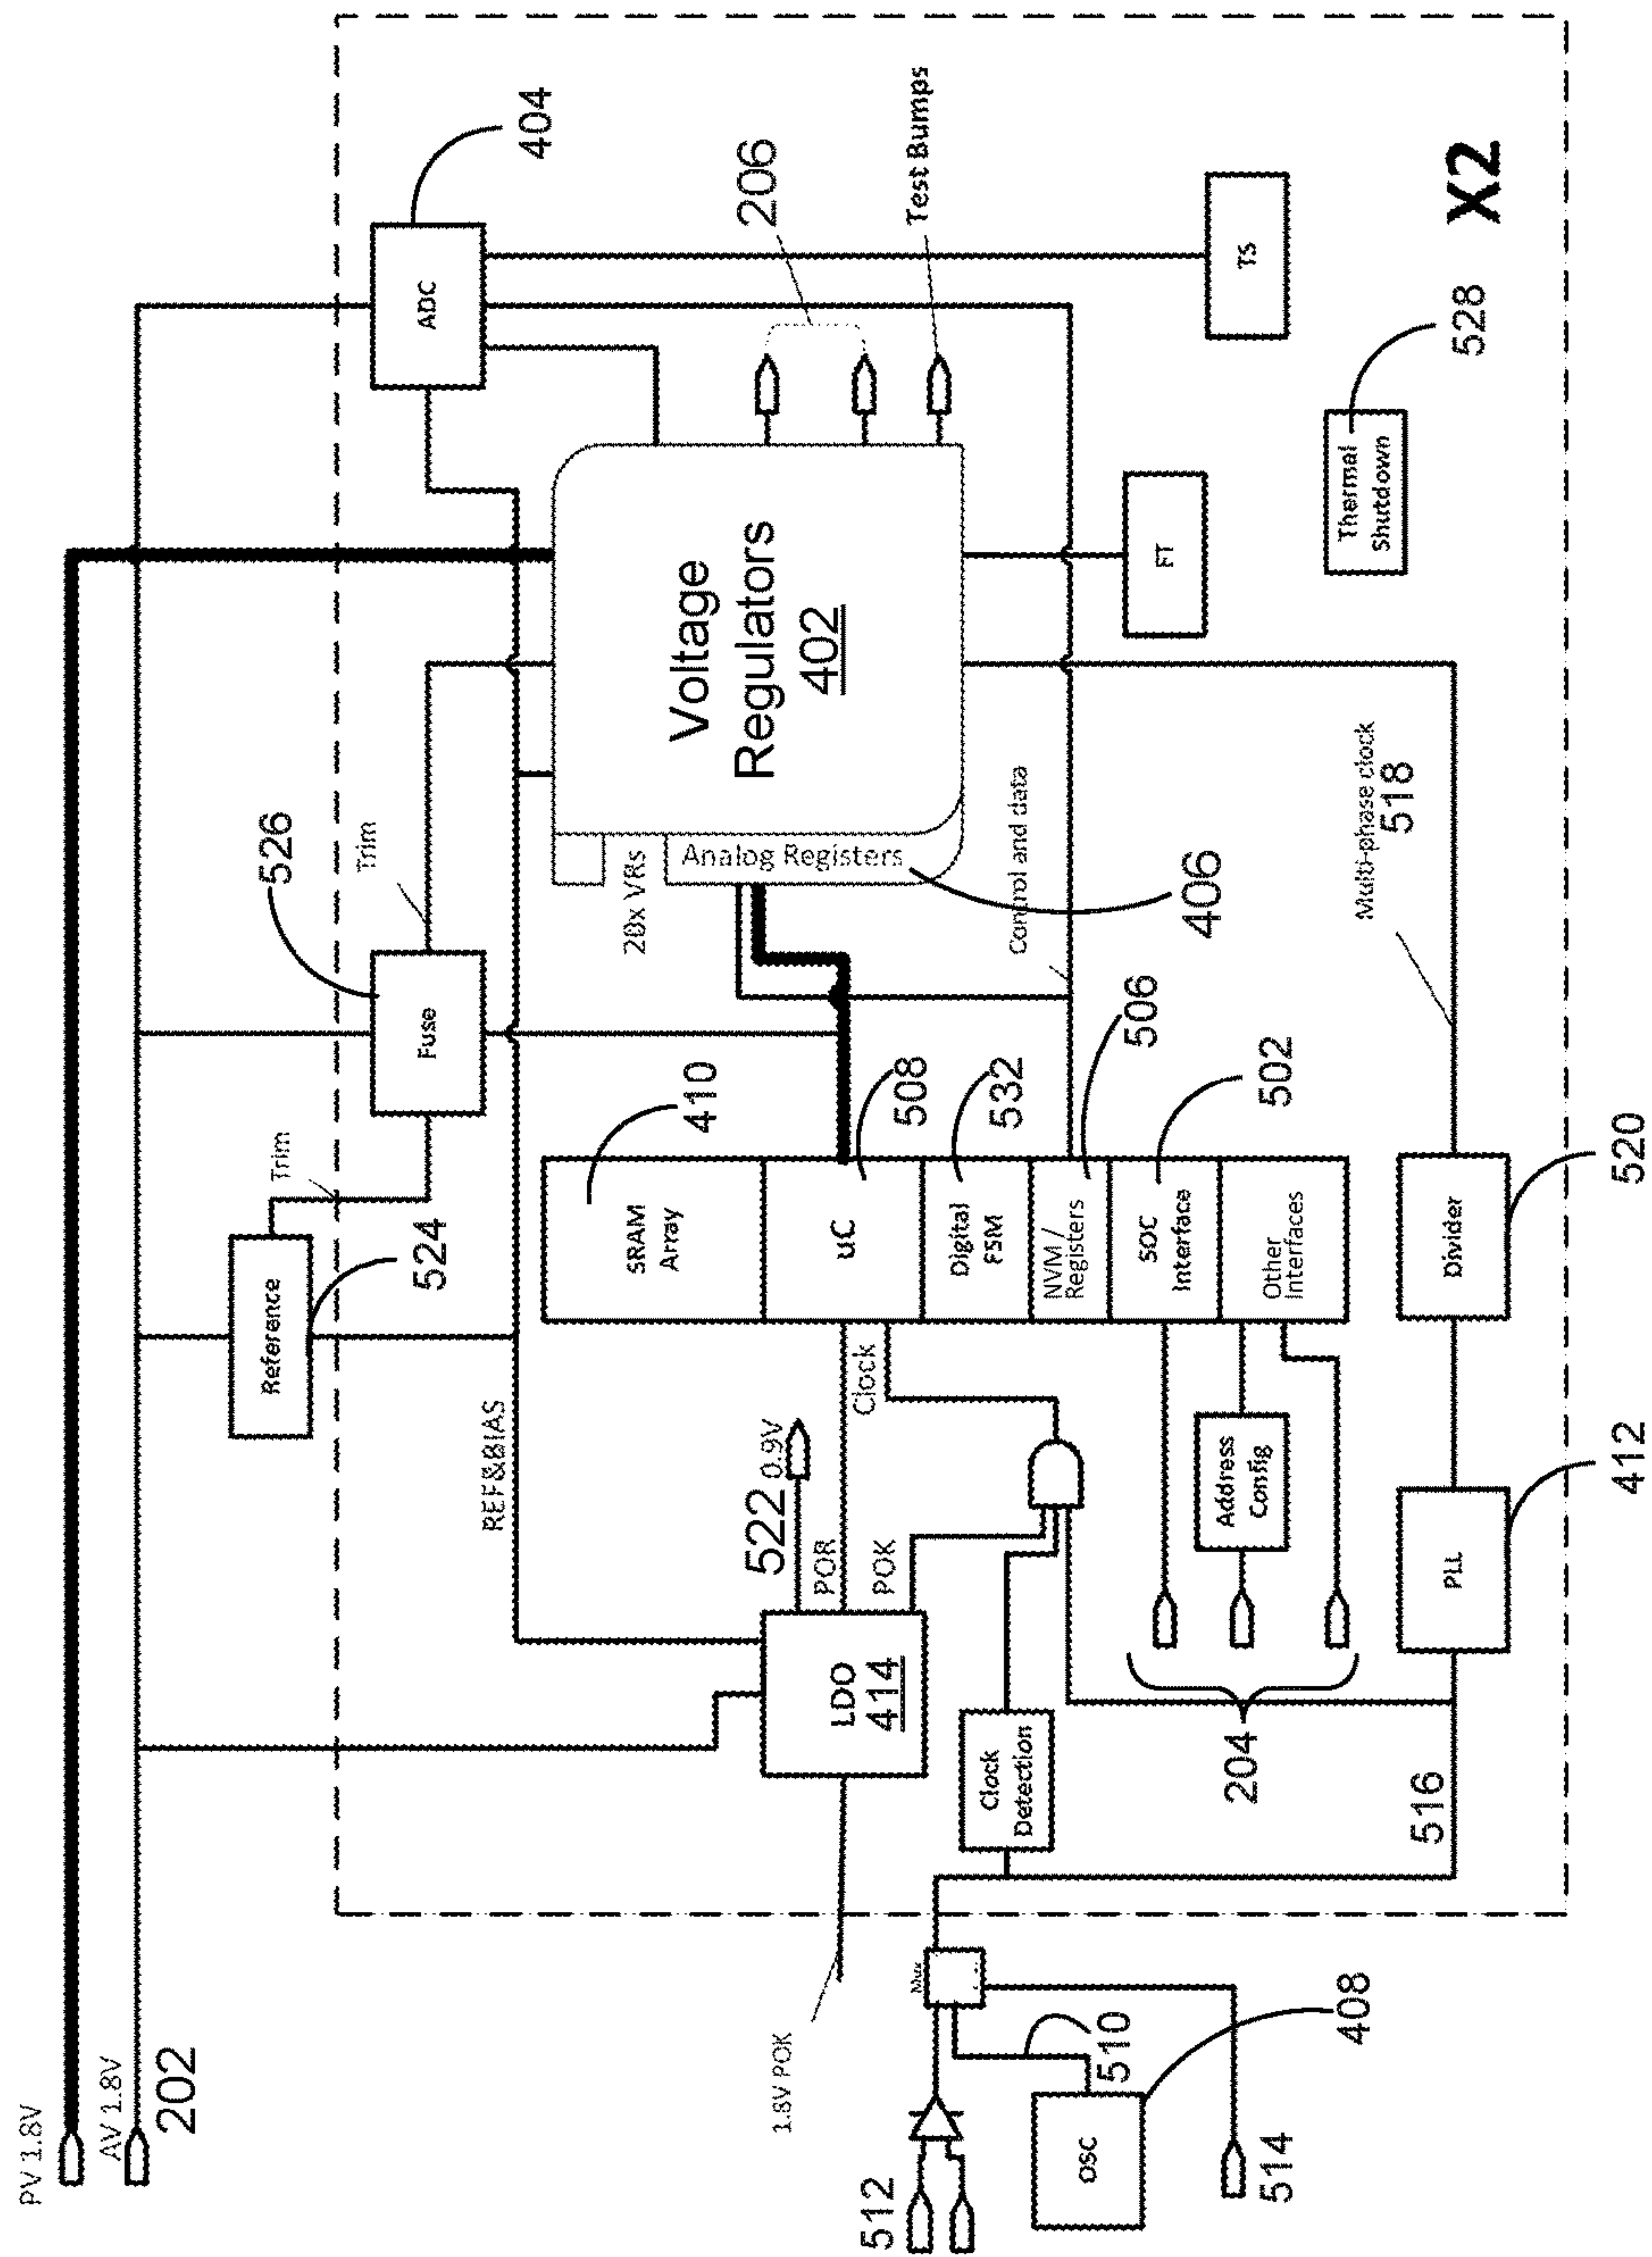 PV 1.8V
AV 1.8V
202
Reference
524
Trim
Fuse
526
Trim
ADC
404
REF&BIAS
LDO
414
1.8V POK
522
0.9V
POR
POK
Clock
SRAM
Array
410
uC
508
Digital
FSM
532
NVM /
Registers
506
SOC
Interface
502
Other
Interfaces
28x VRs
Analog Registers
406
Voltage
Regulators
402
206
Test Bumps
Control and data
FT
TS
Thermal
Shutdown
528
X2
Multi-phase clock
518
Clock
Detection
Address
Config
204
516
PLL
412
Divider
520
Mux
512
510
OSC
408
514